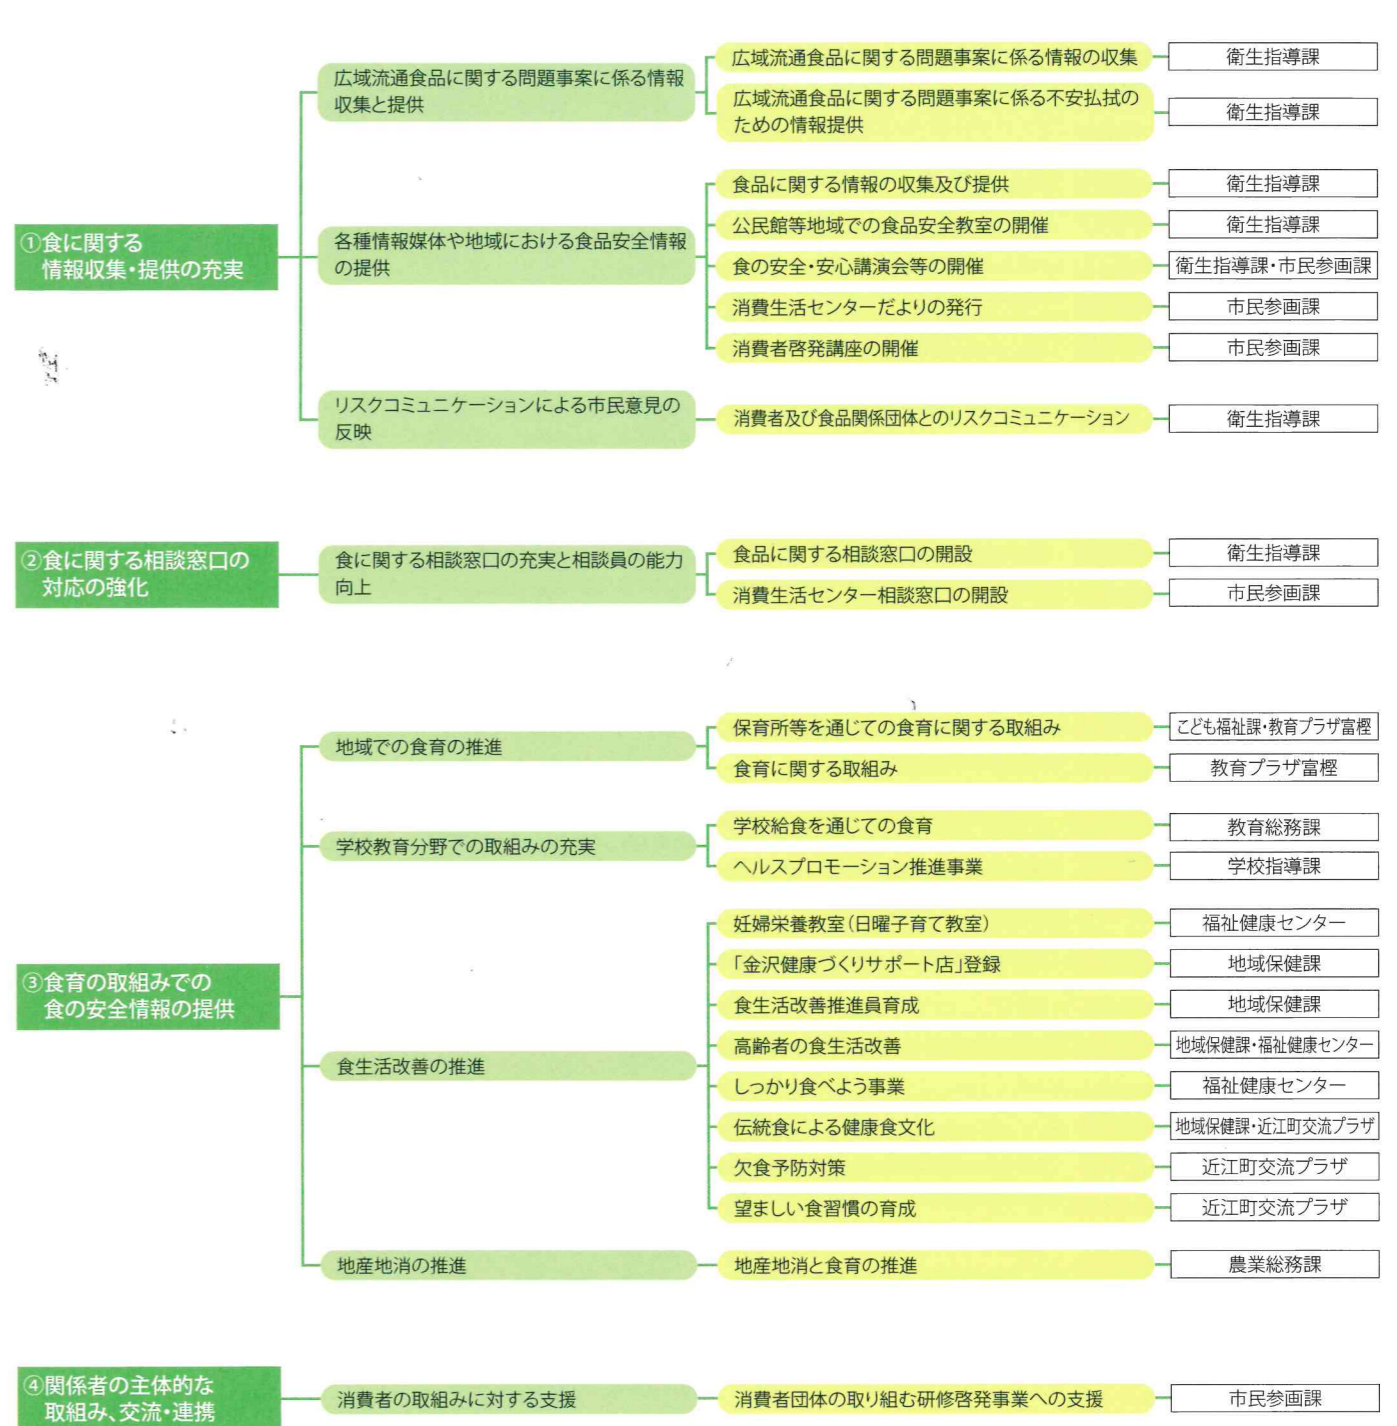 ①食に関する
情報収集・提供の充実
広域流通食品に関する問題事案に係る情報
収集と提供
広域流通食品に関する問題事案に係る情報の収集
衛生指導課
広域流通食品に関する問題事案に係る不安払拭の
ための情報提供
衛生指導課
各種情報媒体や地域における食品安全情報
の提供
食品に関する情報の収集及び提供
衛生指導課
公民館等地域での食品安全教室の開催
衛生指導課
食の安全・安心講演会等の開催
衛生指導課・市民参画課
消費生活センターだよりの発行
市民参画課
消費者啓発講座の開催
市民参画課
リスクコミュニケーションによる市民意見の
反映
消費者及び食品関係団体とのリスクコミュニケーション
衛生指導課
②食に関する相談窓口の
対応の強化
食に関する相談窓口の充実と相談員の能力
向上
食品に関する相談窓口の開設
衛生指導課
消費生活センター相談窓口の開設
市民参画課
③食育の取組みでの
食の安全情報の提供
地域での食育の推進
保育所等を通じての食育に関する取組み
こども福祉課・教育プラザ富樫
食育に関する取組み
教育プラザ富樫
学校教育分野での取組みの充実
学校給食を通じての食育
教育総務課
ヘルスプロモーション推進事業
学校指導課
食生活改善の推進
妊婦栄養教室(日曜子育て教室)
福祉健康センター
「金沢健康づくりサポート店」登録
地域保健課
食生活改善推進員育成
地域保健課
高齢者の食生活改善
地域保健課・福祉健康センター
しっかり食べよう事業
福祉健康センター
伝統食による健康食文化
地域保健課・近江町交流プラザ
欠食予防対策
近江町交流プラザ
望ましい食習慣の育成
近江町交流プラザ
地産地消の推進
地産地消と食育の推進
農業総務課
④関係者の主体的な
取組み、交流・連携
消費者の取組みに対する支援
消費者団体の取り組む研修啓発事業への支援
市民参画課